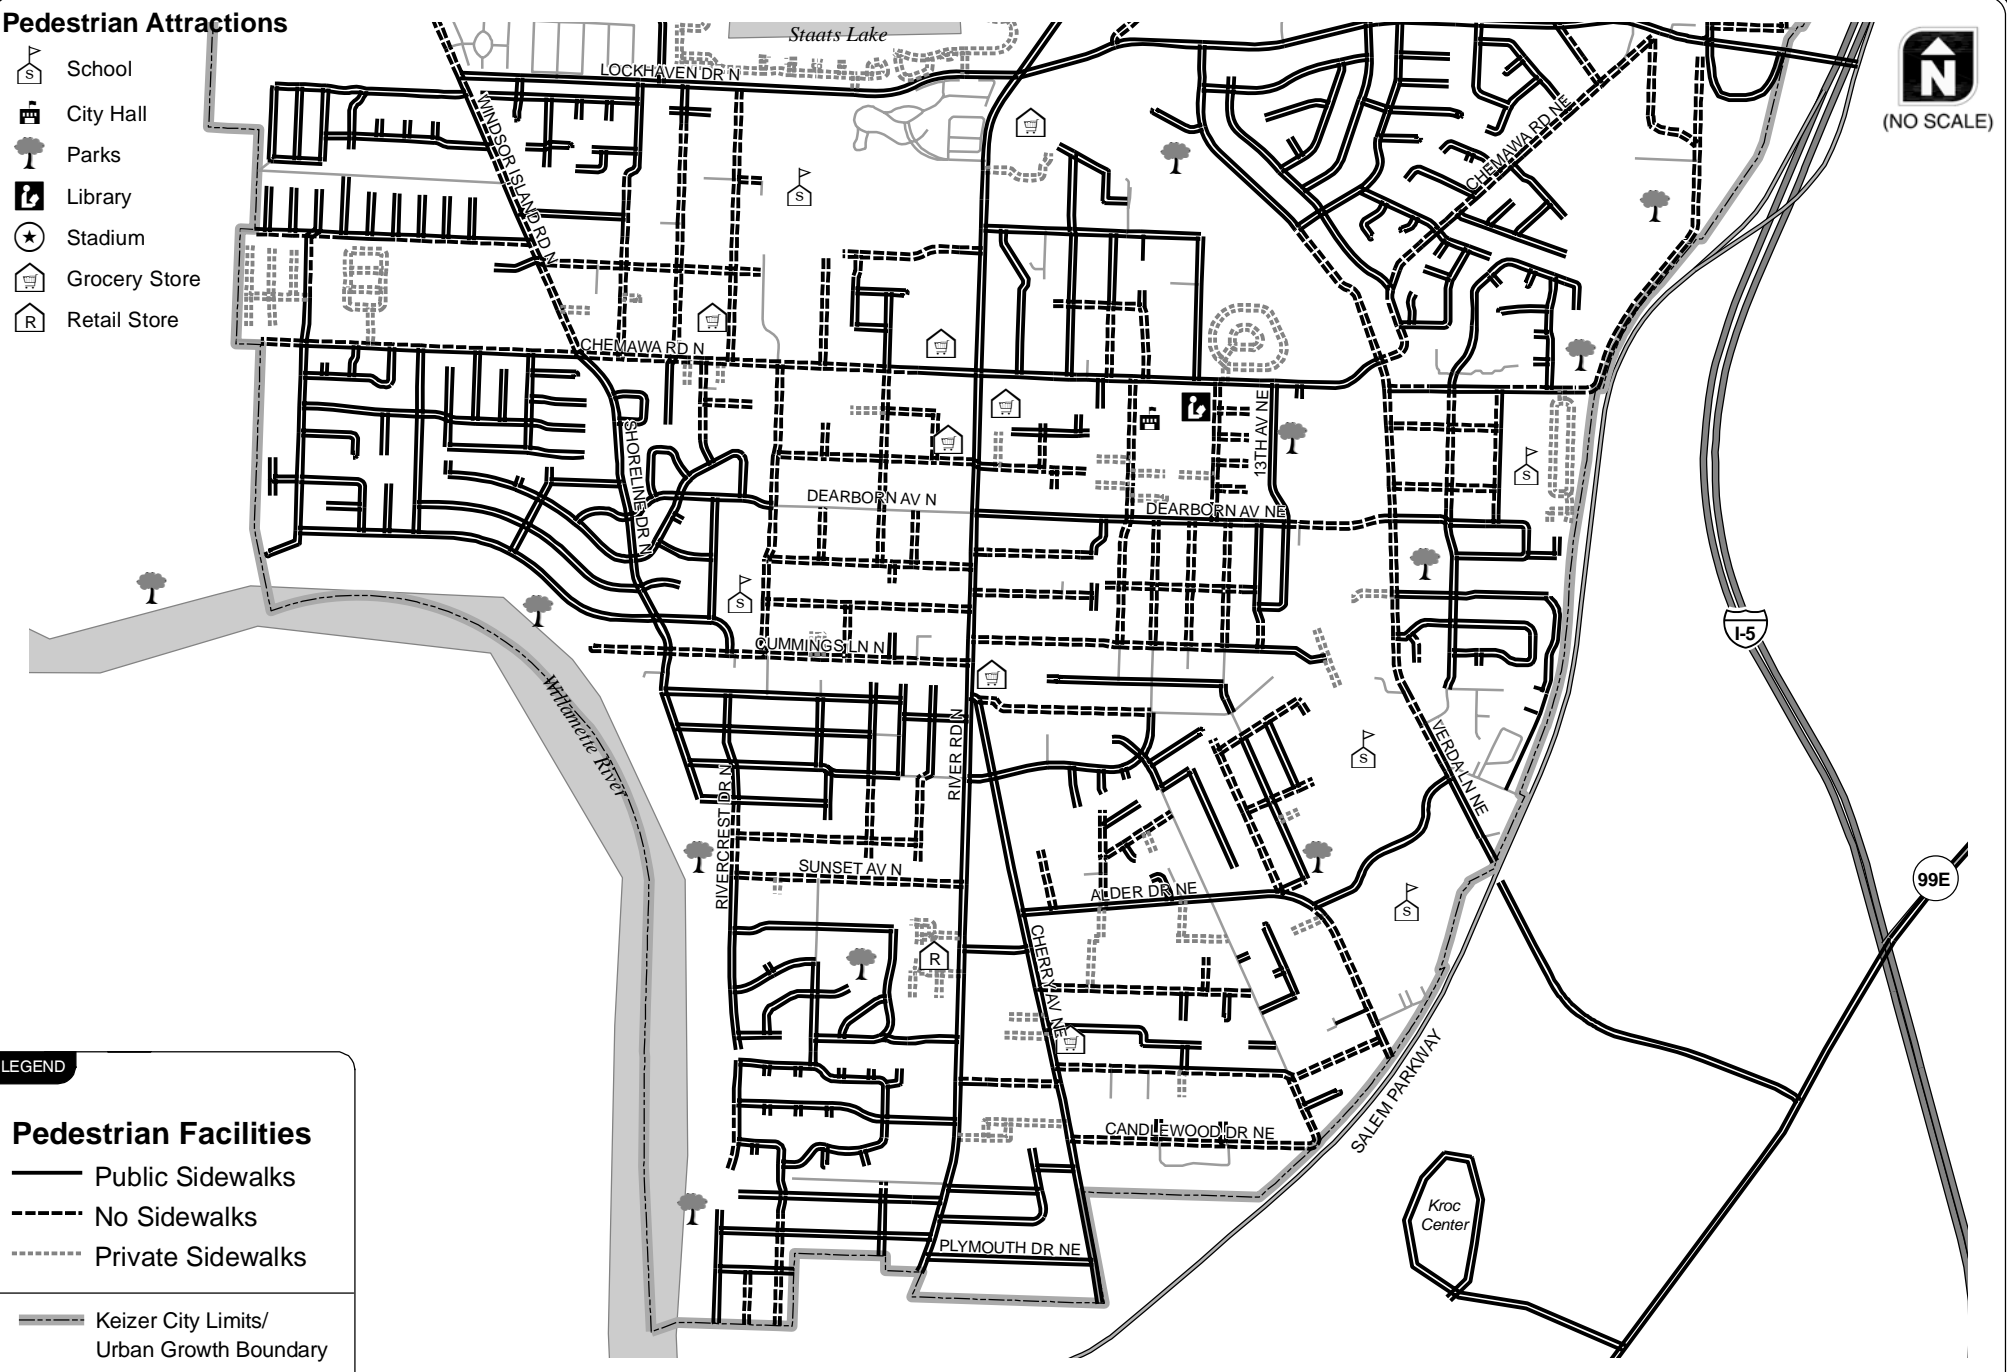 Pedestrian Attractions
S School
City Hall
Parks
Library
Stadium
Grocery Store
R Retail Store
Staats Lake
LOCKHAVEN DR N
N
(NO SCALE)
WINDSOR ISLAND RD N
CHEMAWA RD NE
S
CHEMAWA RD N
SHORELINE DR N
13TH AV NE
S
DEARBORN AV N
DEARBORN AV NE
S
I-5
CUMMINGS LN N
Willamette River
RIVER RD N
S
VERDA LN NE
RIVERCREST DR N
SUNSET AV N
ALDER DR NE
S
99E
CHERRY AV NE
R
SALEM PARKWAY
CANDLEWOOD DR NE
Kroc
Center
PLYMOUTH DR NE
LEGEND
Pedestrian Facilities
Public Sidewalks
No Sidewalks
Private Sidewalks
Keizer City Limits/
Urban Growth Boundary